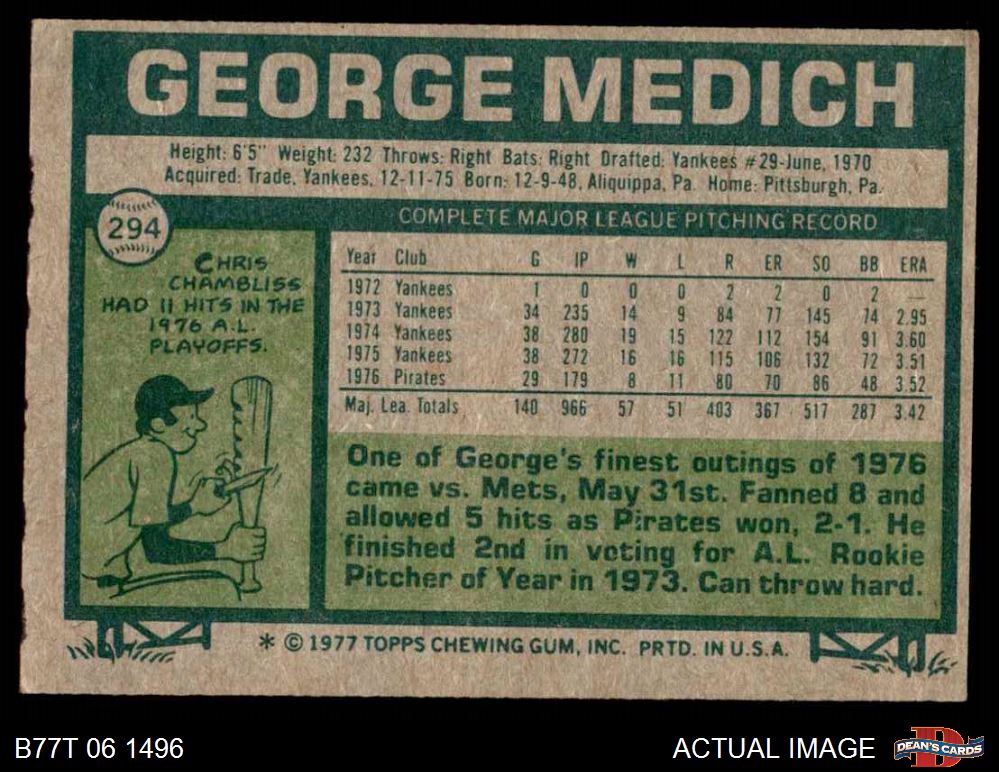 GEORGE MEDICH
Height: 6'5" Weight: 232 Throws: Right Bats: Right Drafted: Yankees #29-June, 1970
Acquired: Trade, Yankees, 12-11-75 Born: 12-9-48, Aliquippa, Pa. Home: Pittsburgh, Pa.
294
COMPLETE MAJOR LEAGUE PITCHING RECORD
CHRIS
CHAMBLISS
HAD 11 HITS IN THE
1976 A.L.
PLAYOFFS.
Year Club G IP W L R ER SO BB ERA
1972 Yankees 1 0 0 0 2 2 0 2 —
1973 Yankees 34 235 14 9 84 77 145 74 2.95
1974 Yankees 38 280 19 15 122 112 154 91 3.60
1975 Yankees 38 272 16 16 115 106 132 72 3.51
1976 Pirates 29 179 8 11 80 70 86 48 3.52
Maj. Lea. Totals 140 966 57 51 403 367 517 287 3.42
One of George's finest outings of 1976
came vs. Mets, May 31st. Fanned 8 and
allowed 5 hits as Pirates won, 2-1. He
finished 2nd in voting for A.L. Rookie
Pitcher of Year in 1973. Can throw hard.
* © 1977 TOPPS CHEWING GUM, INC. PRTD. IN U.S.A.
B77T 06 1496
ACTUAL IMAGE
DEAN'S CARDS